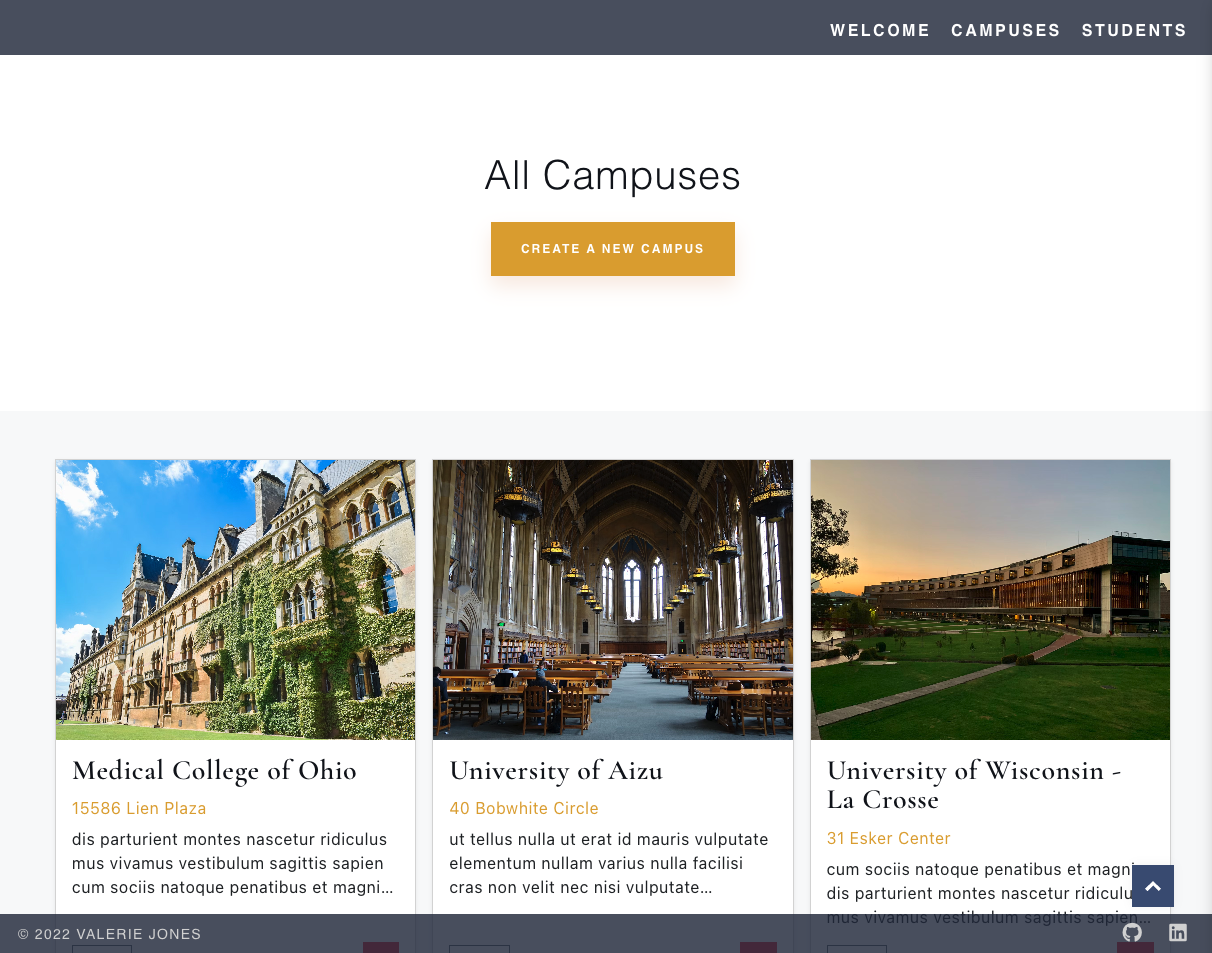 WELCOME CAMPUSES STUDENTS
All Campuses
CREATE A NEW CAMPUS
Medical College of Ohio
15586 Lien Plaza
dis parturient montes nascetur ridiculus
mus vivamus vestibulum sagittis sapien
cum sociis natoque penatibus et magni...
University of Aizu
40 Bobwhite Circle
ut tellus nulla ut erat id mauris vulputate
elementum nullam varius nulla facilisi
cras non velit nec nisi vulputate...
University of Wisconsin -
La Crosse
31 Esker Center
cum sociis natoque penatibus et magni
dis parturient montes nascetur
mus vivamus vestibulum sagittis sapien...
© 2022 VALERIE JONES